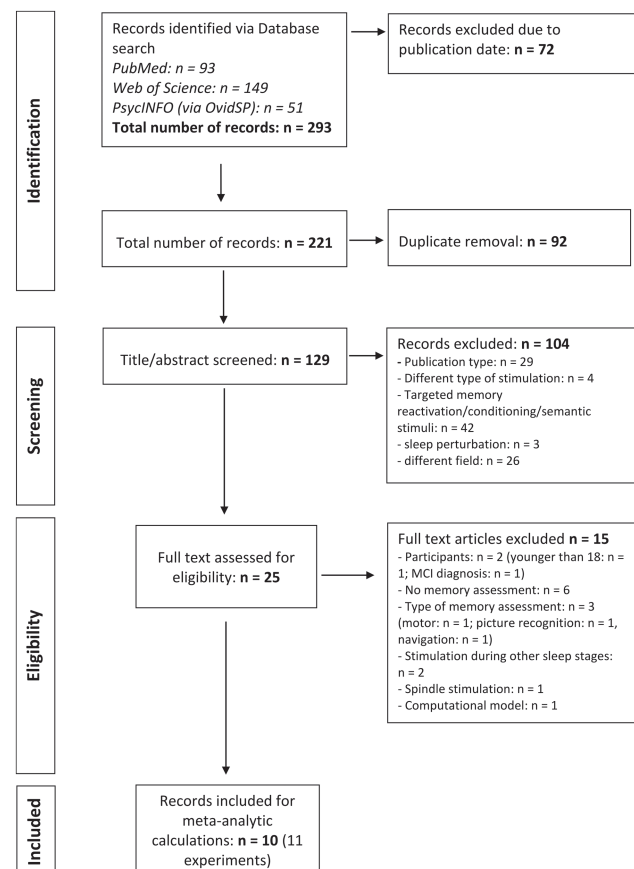 Identification
Records identified via Database
search
PubMed: n = 93
Web of Science: n = 149
PsycINFO (via OvidSP): n = 51
Total number of records: n = 293
Records excluded due to
publication date: n = 72
Total number of records: n = 221
Duplicate removal: n = 92
Screening
Title/abstract screened: n = 129
Records excluded: n = 104
- Publication type: n = 29
- Different type of stimulation: n = 4
- Targeted memory
reactivation/conditioning/semantic
stimuli: n = 42
- sleep perturbation: n = 3
- different field: n = 26
Eligibility
Full text assessed for
eligibility: n = 25
Full text articles excluded n = 15
- Participants: n = 2 (younger than 18: n =
1; MCI diagnosis: n = 1)
- No memory assessment: n = 6
- Type of memory assessment: n = 3
(motor: n = 1; picture recognition: n = 1,
navigation: n = 1)
- Stimulation during other sleep stages:
n = 2
- Spindle stimulation: n = 1
- Computational model: n = 1
Included
Records included for
meta-analytic
calculations: n = 10 (11
experiments)